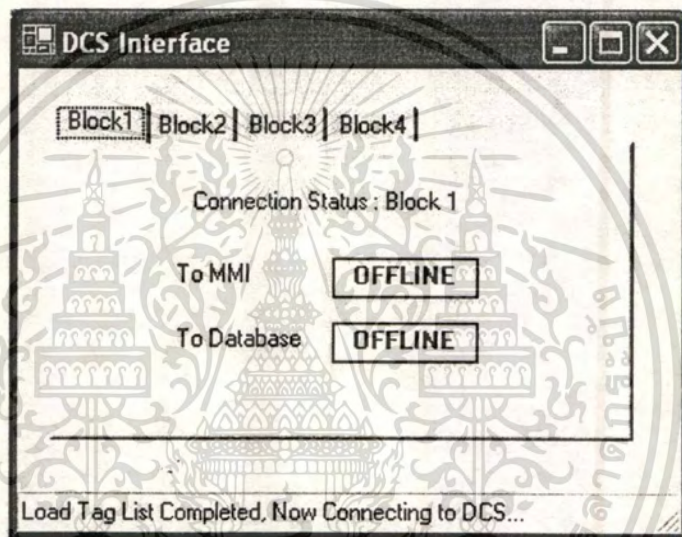 DCS Interface
Block1 Block2 Block3 Block4
Connection Status : Block 1
To MMI OFFLINE
To Database OFFLINE
Load Tag List Completed, Now Connecting to DCS...